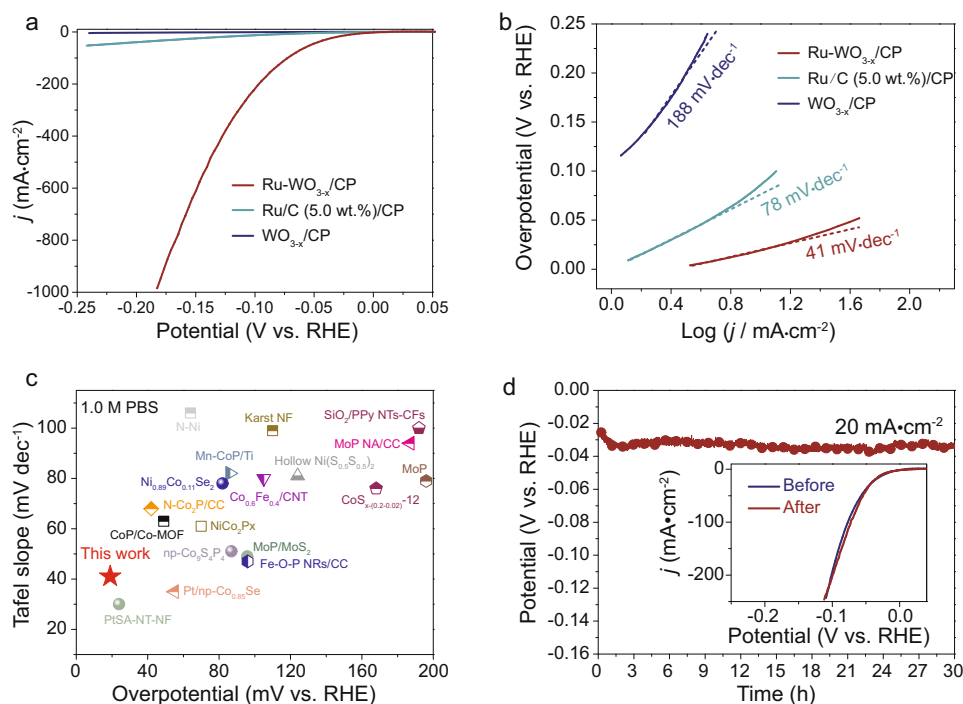 a
0
-200
-400
-600
-800
-1000
-0.25 -0.20 -0.15 -0.10 -0.05 0.00 0.05
j (mA·cm⁻²)
Potential (V vs. RHE)
Ru-WO₃₋ₓ/CP
Ru/C (5.0 wt.%)/CP
WO₃₋ₓ/CP
b
0.25
0.20
0.15
0.10
0.05
0.00
0.0 0.4 0.8 1.2 1.6 2.0
Overpotential (V vs. RHE)
Log (j / mA·cm⁻²)
Ru-WO₃₋ₓ/CP
Ru/C (5.0 wt.%)/CP
WO₃₋ₓ/CP
188 mV·dec⁻¹
78 mV·dec⁻¹
41 mV·dec⁻¹
c
1.0 M PBS
100
80
60
40
20
0 40 80 120 160 200
Tafel slope (mV dec⁻¹)
Overpotential (mV vs. RHE)
N-Ni
Karst NF
SiO₂/PPy NTs-CFs
MoP NA/CC
Mn-CoP/Ti
Hollow Ni(S₀.₅S₀.₅)₂
MoP
Ni₀.₈₉Co₀.₁₁Se₂
Co₀.₆Fe₀.₄/CNT
CoSₓ₋(₀.₂₋₀.₀₂)-12
N-Co₂P/CC
CoP/Co-MOF
NiCo₂Px
This work
np-Co₉S₄P₄
MoP/MoS₂
Fe-O-P NRs/CC
Pt/np-Co₀.₈₅Se
PtSA-NT-NF
d
0.00
-0.02
-0.04
-0.06
-0.08
-0.10
-0.12
-0.14
-0.16
0 3 6 9 12 15 18 21 24 27 30
Potential (V vs. RHE)
Time (h)
20 mA·cm⁻²
Before
After
0
-100
-200
-0.2 -0.1 0.0
j (mA·cm⁻²)
Potential (V vs. RHE)